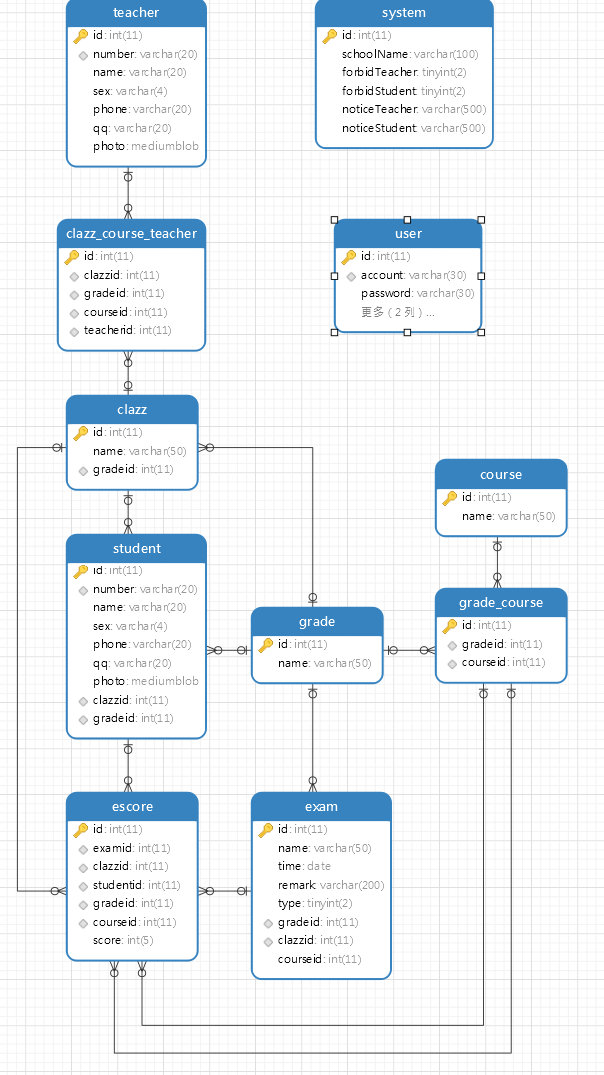 teacher
id: int(11)
number: varchar(20)
name: varchar(20)
sex: varchar(4)
phone: varchar(20)
qq: varchar(20)
photo: mediumblob
system
id: int(11)
schoolName: varchar(100)
forbidTeacher: tinyint(2)
forbidStudent: tinyint(2)
noticeTeacher: varchar(500)
noticeStudent: varchar(500)
clazz_course_teacher
id: int(11)
clazzid: int(11)
gradeid: int(11)
courseid: int(11)
teacherid: int(11)
user
id: int(11)
account: varchar(30)
password: varchar(30)
更多 ( 2 列) ...
clazz
id: int(11)
name: varchar(50)
gradeid: int(11)
course
id: int(11)
name: varchar(50)
student
id: int(11)
number: varchar(20)
name: varchar(20)
sex: varchar(4)
phone: varchar(20)
qq: varchar(20)
photo: mediumblob
clazzid: int(11)
gradeid: int(11)
grade
id: int(11)
name: varchar(50)
grade_course
id: int(11)
gradeid: int(11)
courseid: int(11)
escore
id: int(11)
examid: int(11)
clazzid: int(11)
studentid: int(11)
gradeid: int(11)
courseid: int(11)
score: int(5)
exam
id: int(11)
name: varchar(50)
time: date
remark: varchar(200)
type: tinyint(2)
gradeid: int(11)
clazzid: int(11)
courseid: int(11)